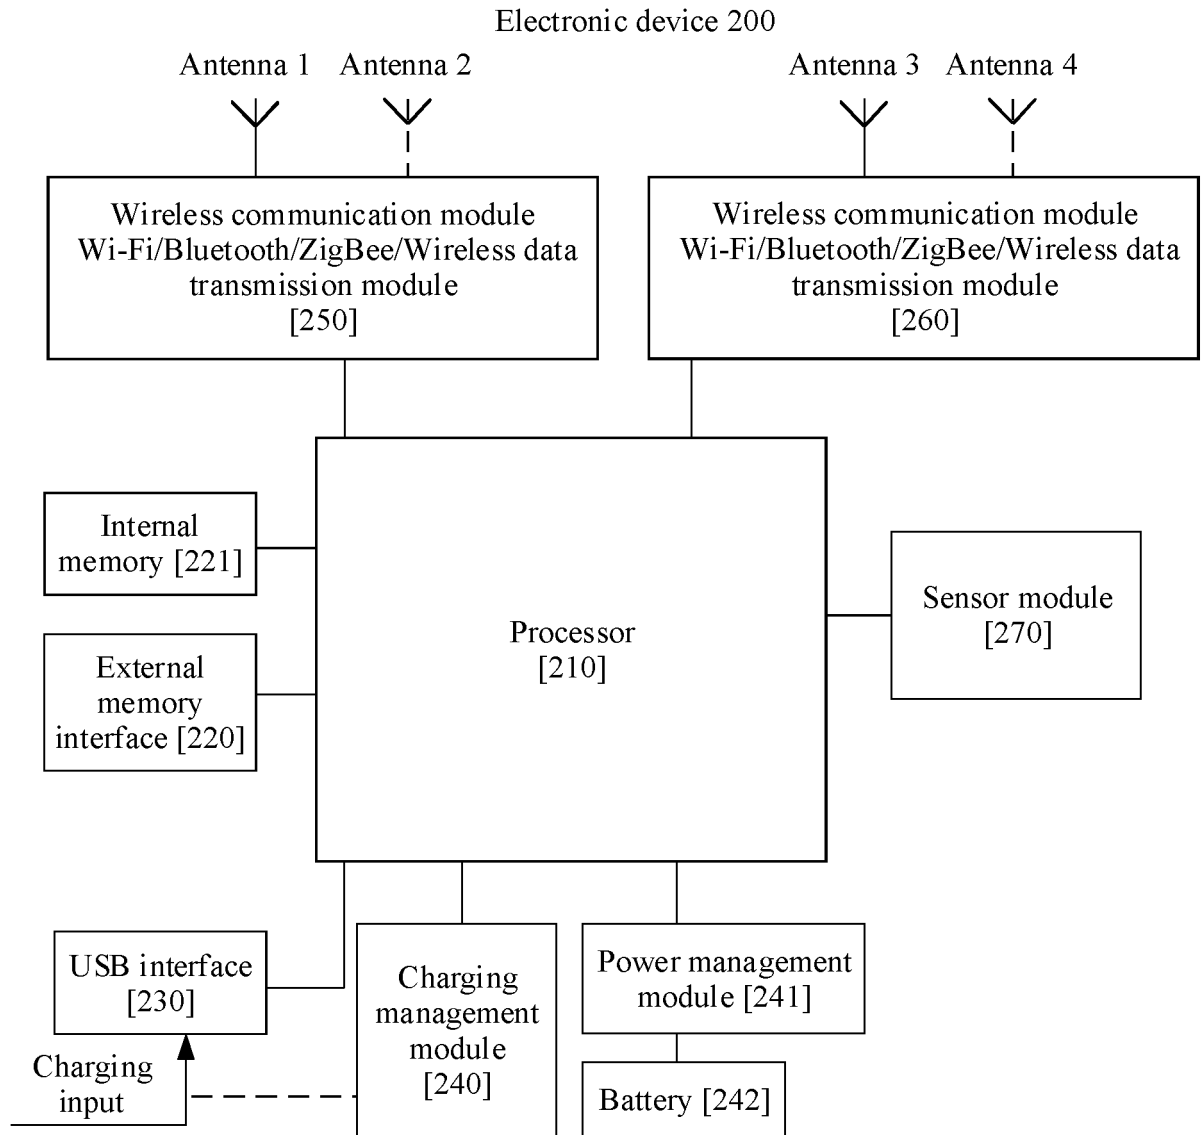 Electronic device 200
Antenna 1
Antenna 2
Antenna 3
Antenna 4
Wireless communication module
Wi-Fi/Bluetooth/ZigBee/Wireless data
transmission module
[250]
Wireless communication module
Wi-Fi/Bluetooth/ZigBee/Wireless data
transmission module
[260]
Internal
memory [221]
External
memory
interface [220]
Processor
[210]
Sensor module
[270]
USB interface
[230]
Charging
input
Charging
management
module
[240]
Power management
module [241]
Battery [242]